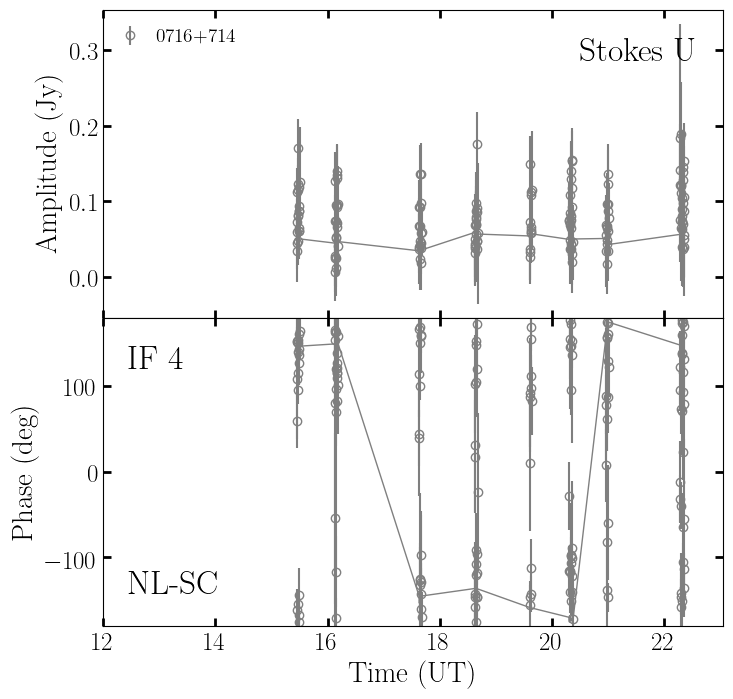 0716+714
Stokes U
0.3
0.2
0.1
0.0
Amplitude (Jy)
IF 4
100
0
−100
Phase (deg)
NL-SC
12 14 16 18 20 22
Time (UT)